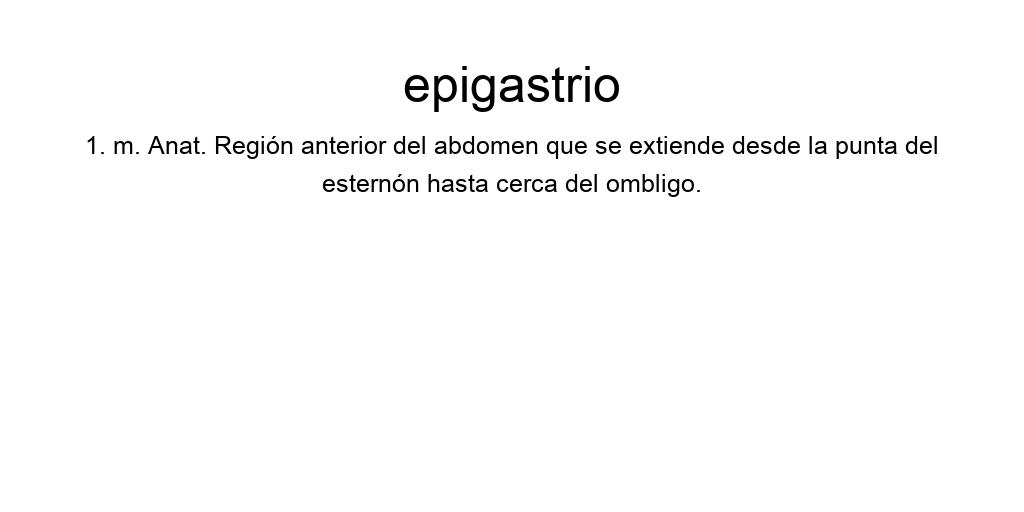 epigastrio
1. m. Anat. Región anterior del abdomen que se extiende desde la punta del
esternón hasta cerca del ombligo.